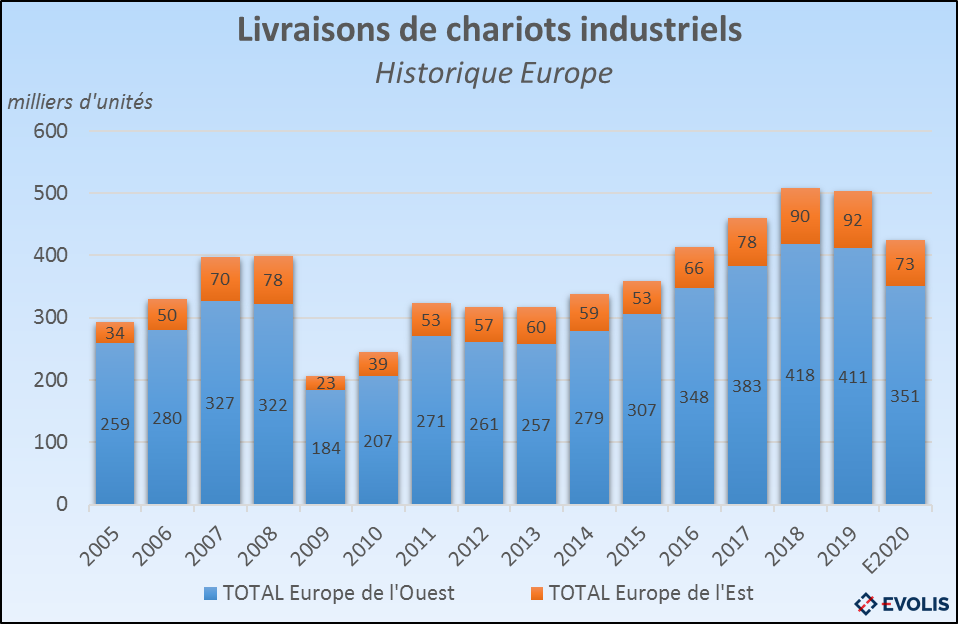 Livraisons de chariots industriels
Historique Europe
milliers d'unités
600
500
400
300
200
100
0
34 50 70 78 23 39 53 57 60 59 53 66 78 90 92 73
259 280 327 322 184 207 271 261 257 279 307 348 383 418 411 351
2005 2006 2007 2008 2009 2010 2011 2012 2013 2014 2015 2016 2017 2018 2019 E2020
TOTAL Europe de l'Ouest TOTAL Europe de l'Est
EVOLIS